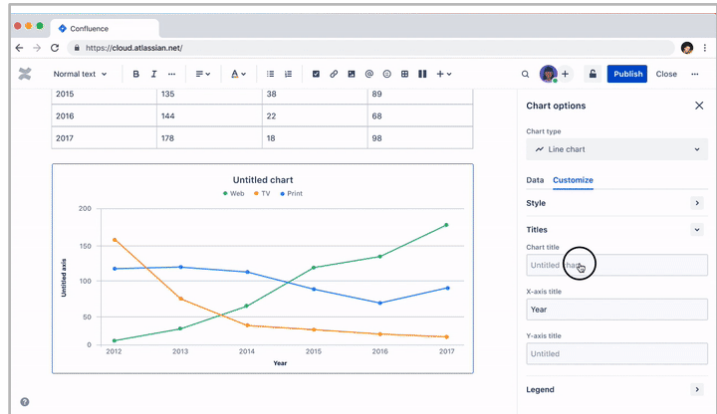 Confluence
https://cloud.atlassian.net/
Normal text B I ... A Publish Close ...
2015 135 38 89
2016 144 22 68
2017 178 18 98
Untitled chart
Web TV Print
200
150
100
50
0
Untitled axis
2012 2013 2014 2015 2016 2017
Year
Chart options
Chart type
Line chart
Data Customize
Style
Titles
Chart title
Untitled chart
X-axis title
Year
Y-axis title
Untitled
Legend